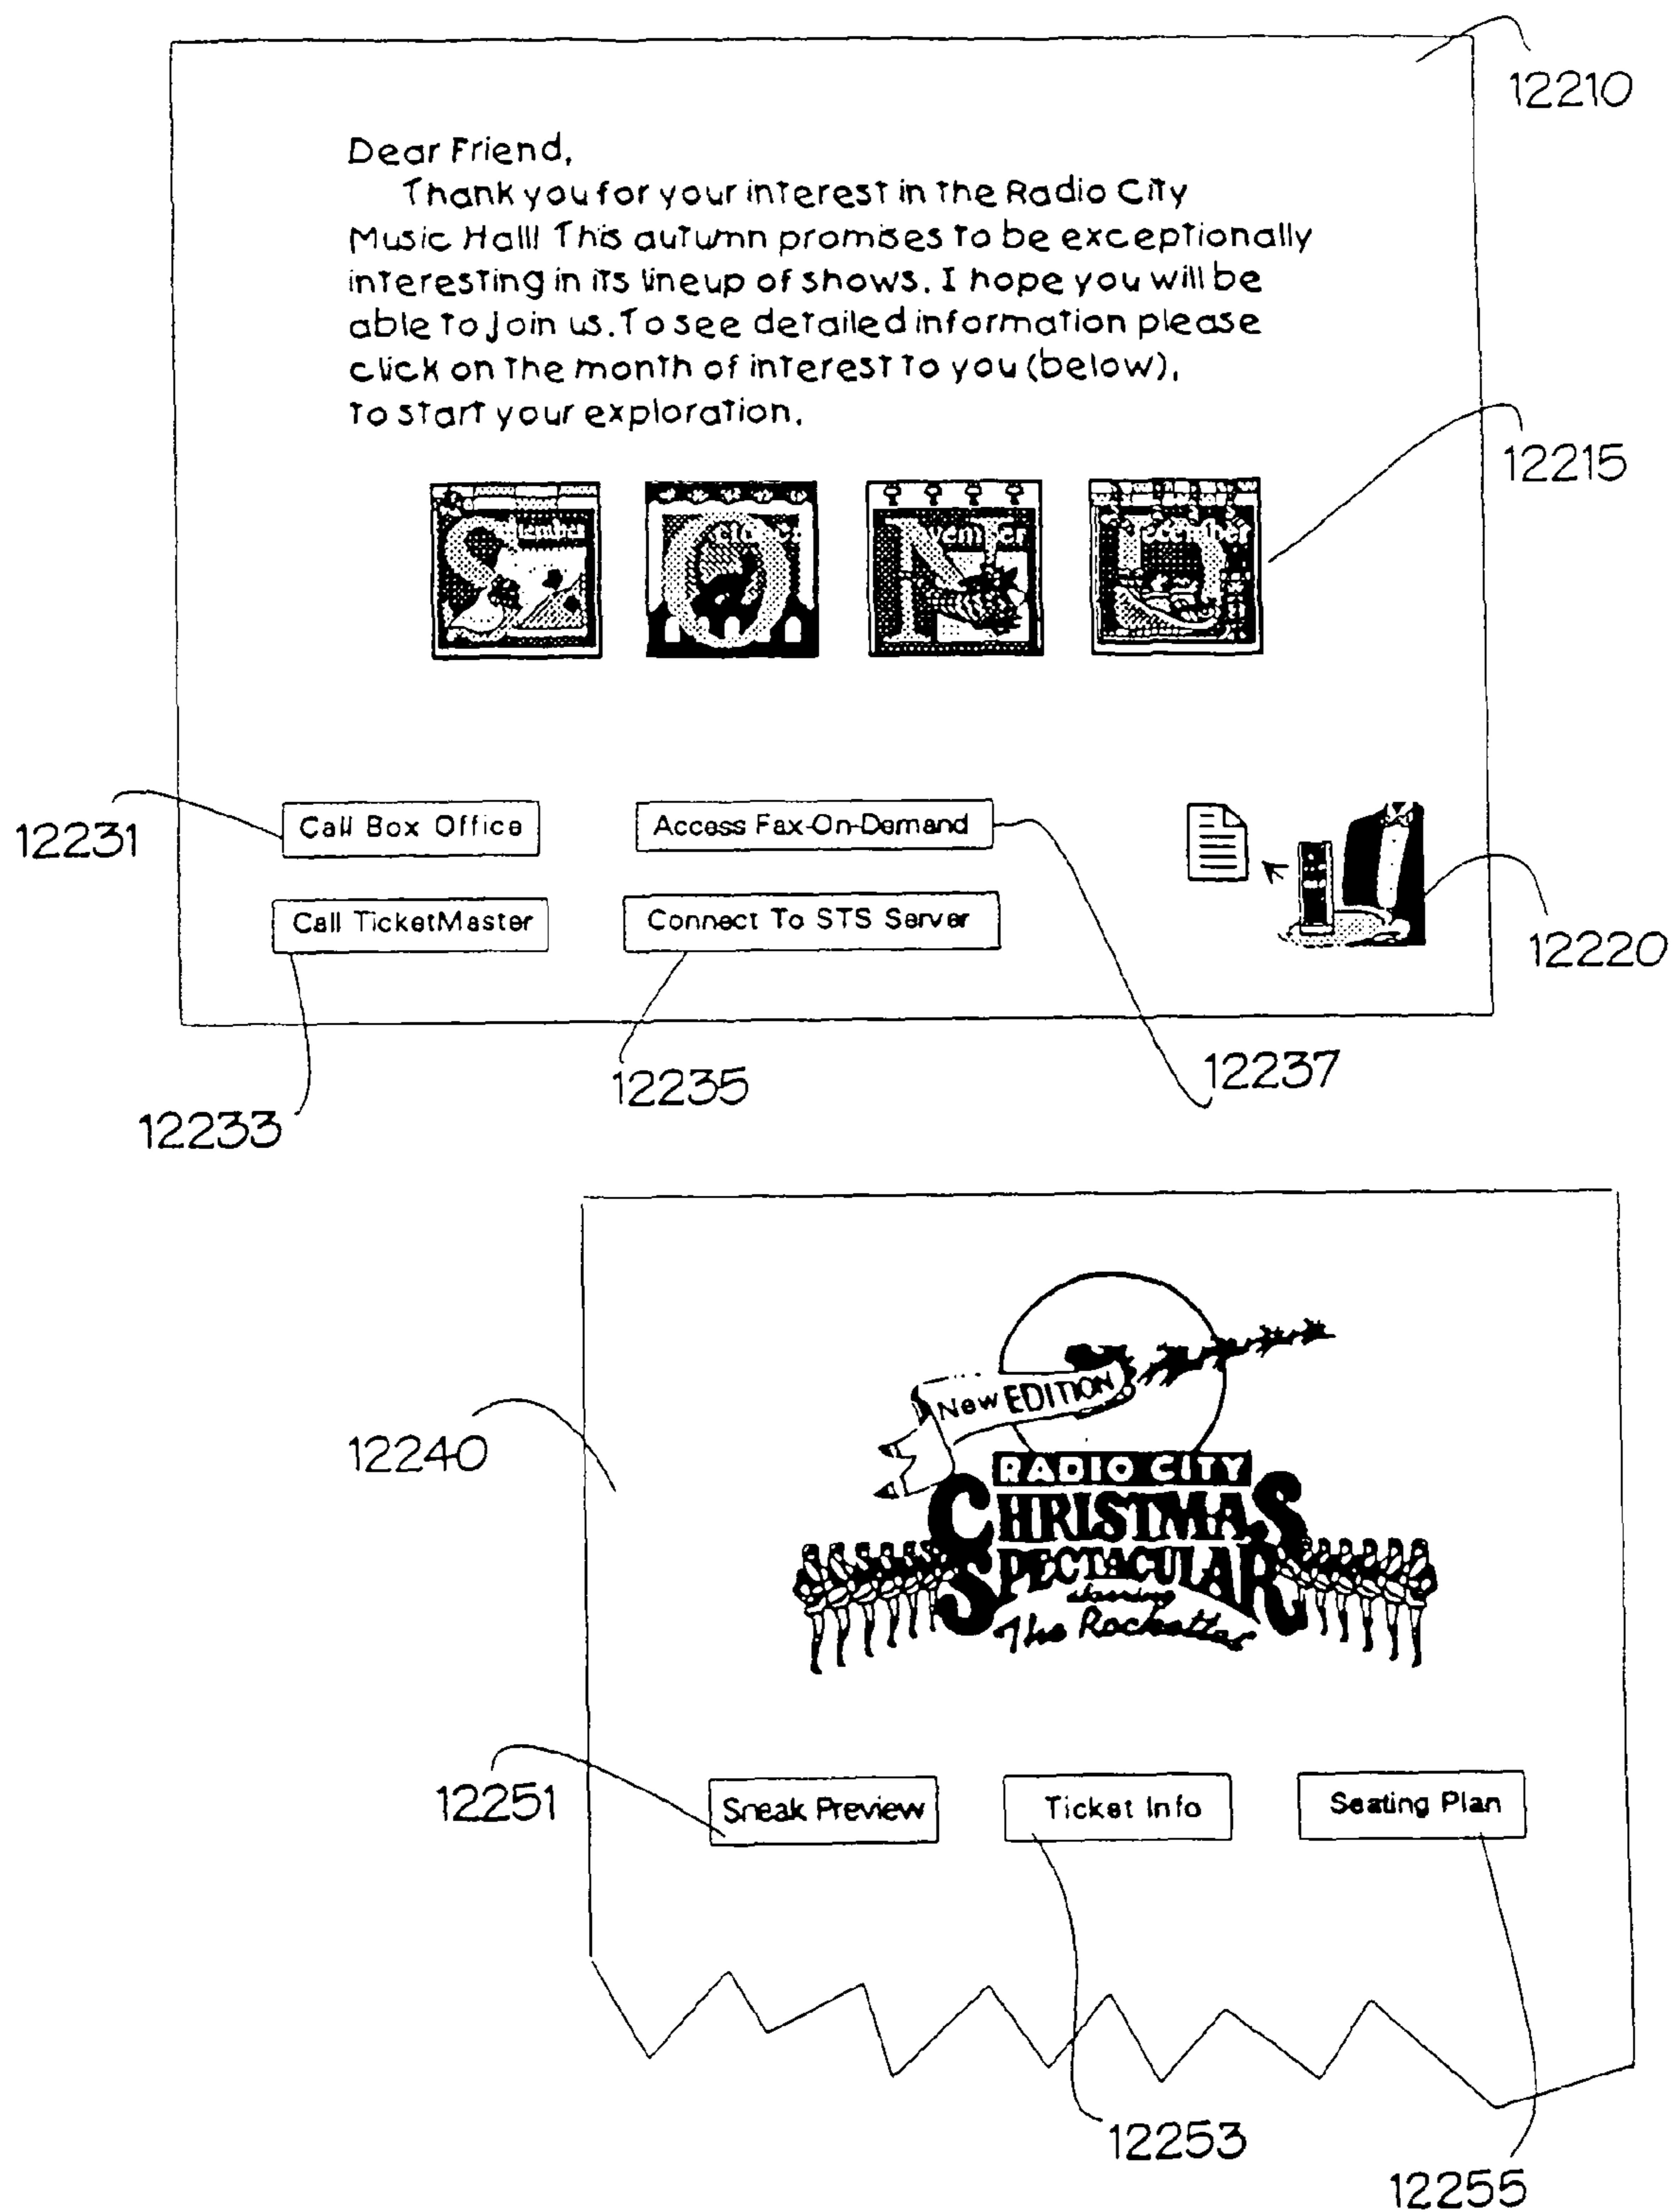 12210
Dear Friend,
Thank you for your interest in the Radio City
Music Hall! This autumn promises to be exceptionally
interesting in its lineup of shows. I hope you will be
able to join us. To see detailed information please
click on the month of interest to you (below),
to start your exploration.
12215
December
12231
Call Box Office
Access Fax-On-Demand
Call TicketMaster
Connect To STS Server
12220
12237
12235
12233
New EDITION
12240
RADIO CITY
CHRISTMAS
SPECTACULAR
starring
The Rockettes
12251
Sneak Preview
Ticket Info
Seating Plan
12253
12255